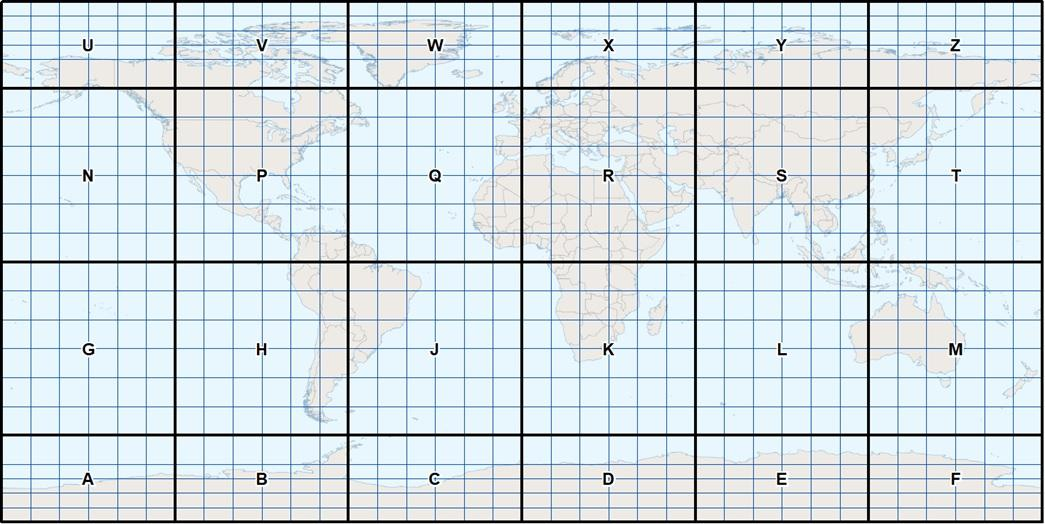 U V W X Y Z
N P Q R S T
G H J K L M
A B C D E F